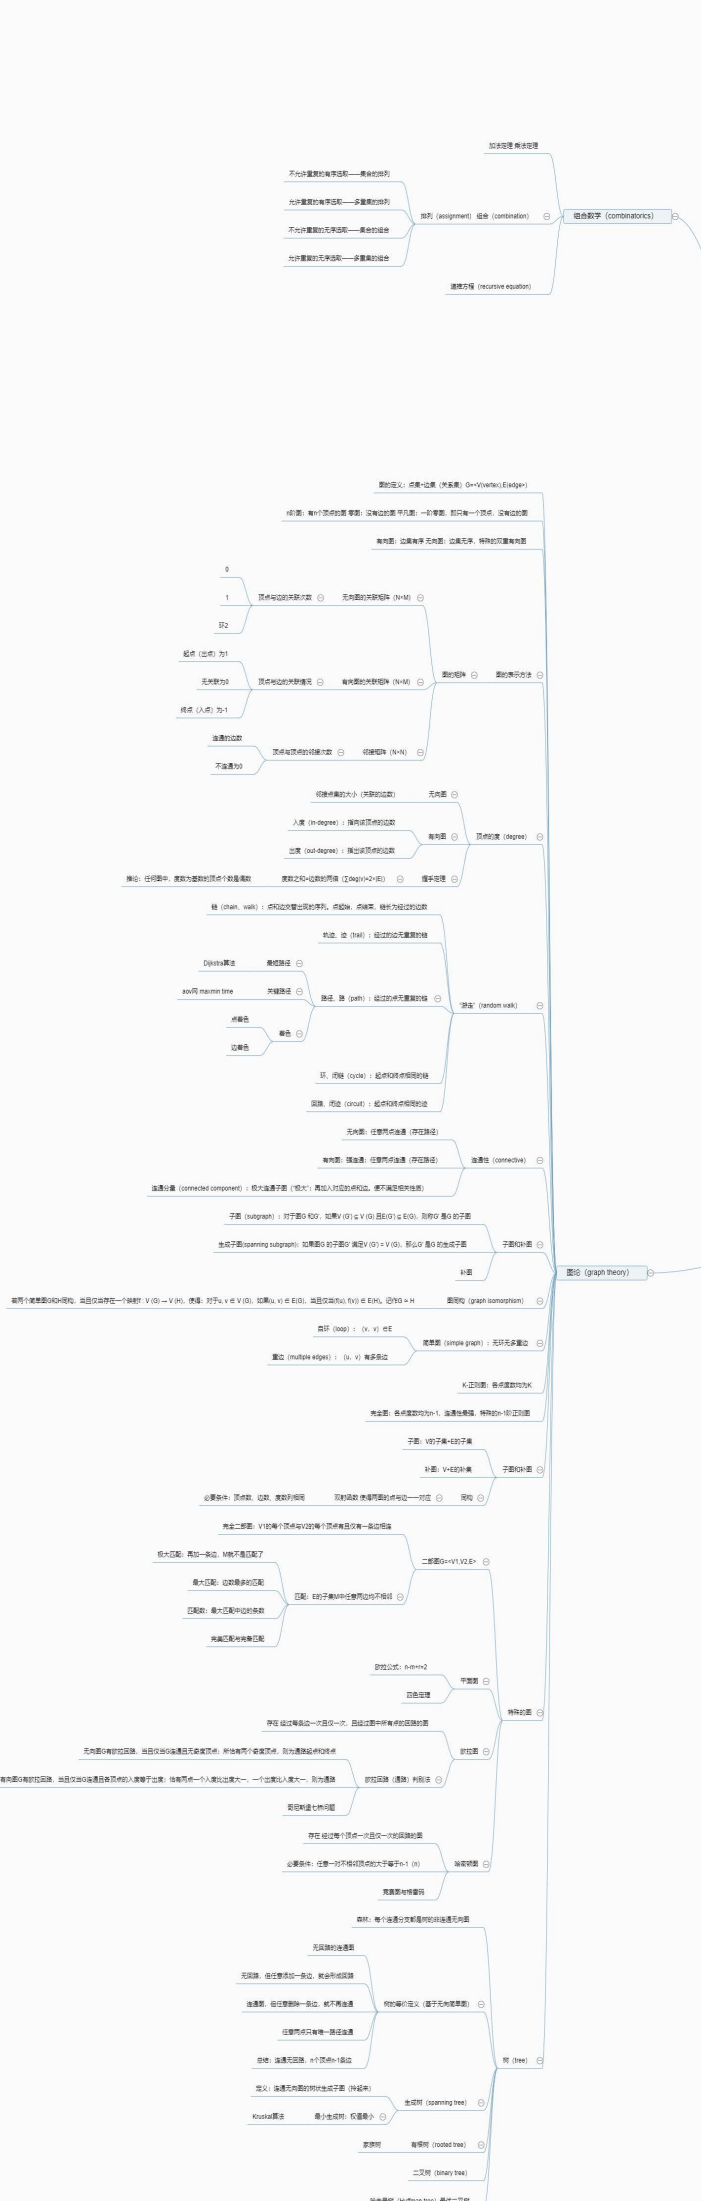 加法定理 乘法定理
不允许重复的有序选取——集合的排列
允许重复的有序选取——多重集的排列
不允许重复的无序选取——集合的组合
允许重复的无序选取——多重集的组合
排列（assignment） 组合（combination）
组合数学（combinatorics）
递推方程（recursive equation）
图的定义：点集+边集（关系集）G=<V(vertex),E(edge>）
n阶图：有n个顶点的图 零图：没有边的图 平凡图：一阶零图，即只有一个顶点，没有边的图
有向图：边集有序 无向图：边集无序，特殊的双重有向图
0
1
环2
顶点与边的关联次数
无向图的关联矩阵（N×M）
起点（出点）为1
无关联为0
终点（入点）为-1
顶点与边的关联情况
有向图的关联矩阵（N×M）
图的矩阵
图的表示方法
连通的边数
不连通为0
顶点与顶点的邻接次数
邻接矩阵（N×N）
邻接点集的大小（关联的边数）
无向图
入度（in-degree）：指向该顶点的边数
出度（out-degree）：指出该顶点的边数
有向图
顶点的度（degree）
推论：任何图中，度数为基数的顶点个数是偶数
度数之和=边数的两倍（∑deg(v)=2×|E|）
握手定理
链（chain、walk）：点和边交替出现的序列。点起始，点结束，链长为经过的边数
轨迹、迹（trail）：经过的边无重复的链
Dijkstra算法
最短路径
aov网 maxmin time
关键路径
点着色
边着色
着色
路径、路（path）：经过的点无重复的链
“游走”（random walk）
环、闭链（cycle）：起点和终点相同的链
回路、闭迹（circuit）：起点和终点相同的迹
无向图：任意两点连通（存在路径）
有向图：强连通：任意两点连通（存在路径）
连通性（connective）
连通分量（connected component）：极大连通子图（“极大”：再加入对应的点和边，便不满足相关性质）
子图（subgraph）：对于图G 和G'，如果V (G') ⊆ V (G) 且E(G') ⊆ E(G)，则称G' 是G 的子图
生成子图(spanning subgraph)：如果图G 的子图G' 满足V (G') = V (G)，那么G' 是G 的生成子图
补图
子图和补图
图论（graph theory）
若两个简单图G和H同构，当且仅当存在一个映射f : V (G) → V (H)，使得：对于u, v ∈ V (G)，如果(u, v) ∈ E(G)，当且仅当(f(u), f(v)) ∈ E(H)。记作G ≃ H
图同构（graph isomorphism）
自环（loop）：（v，v）∈E
重边（multiple edges）：（u，v）有多条边
简单图（simple graph）：无环无多重边
K-正则图：各点度数均为K
完全图：各点度数均为n-1，连通性最强，特殊的n-1阶正则图
子图：V的子集+E的子集
补图：V+E的补集
子图和补图
必要条件：顶点数、边数、度数列相同
双射函数 使得两图的点与边一一对应
同构
完全二部图：V1的每个顶点与V2的每个顶点有且仅有一条边相连
二部图G=<V1,V2,E>
极大匹配：再加一条边，M就不是匹配了
最大匹配：边数最多的匹配
匹配数：最大匹配中边的条数
完美匹配与完备匹配
匹配：E的子集M中任意两边均不相邻
欧拉公式：n-m+r=2
四色定理
平面图
特殊的图
存在 经过每条边一次且仅一次，且经过图中所有点的回路的图
欧拉图
无向图G有欧拉回路，当且仅当G连通且无奇度顶点；所恰有两个奇度顶点，则为通路起点和终点
有向图G有欧拉回路，当且仅当G连通且各顶点的入度等于出度；恰有两点一个入度比出度大一，一个出度比入度大一，则为通路
哥尼斯堡七桥问题
欧拉回路（通路）判别法
存在 经过每个顶点一次且仅一次的回路的图
必要条件：任意一对不相邻顶点的大于等于n-1（n）
竞赛图与格雷码
哈密顿图
森林：每个连通分支都是树的非连通无向图
无回路的连通图
无回路，但任意添加一条边，就会形成回路
连通图，但任意删除一条边，就不再连通
任意两点只有唯一路径连通
总结：连通无回路，n个顶点n-1条边
树的等价定义（基于无向简单图）
树（tree）
定义：连通无向图的树状生成子图（拎起来）
Kruskal算法
最小生成树：权值最小
生成树（spanning tree）
家族树
有根树（rooted tree）
二叉树（binary tree）